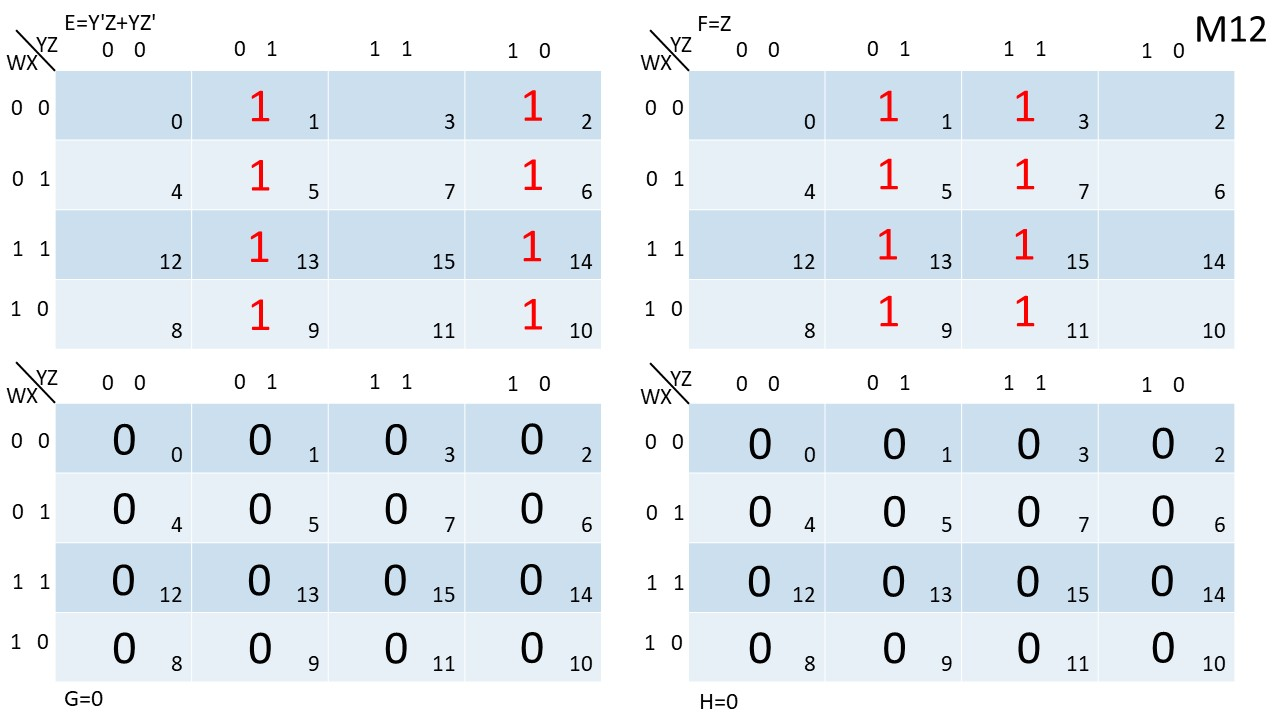 E=Y'Z+YZ' F=Z M12
YZ 0 0 0 1 1 1 1 0 YZ 0 0 0 1 1 1 1 0
WX WX
0 0 0 1 1 3 1 2 0 0 0 1 1 1 3 2
0 1 4 1 5 7 1 6 0 1 4 1 5 1 7 6
1 1 12 1 13 15 1 14 1 1 12 1 13 1 15 14
1 0 8 1 9 11 1 10 1 0 8 1 9 1 11 10
YZ 0 0 0 1 1 1 1 0 YZ 0 0 0 1 1 1 1 0
WX WX
0 0 0 0 0 1 0 3 0 2 0 0 0 0 0 1 0 3 0 2
0 1 0 4 0 5 0 7 0 6 0 1 0 4 0 5 0 7 0 6
1 1 0 12 0 13 0 15 0 14 1 1 0 12 0 13 0 15 0 14
1 0 0 8 0 9 0 11 0 10 1 0 0 8 0 9 0 11 0 10
G=0 H=0